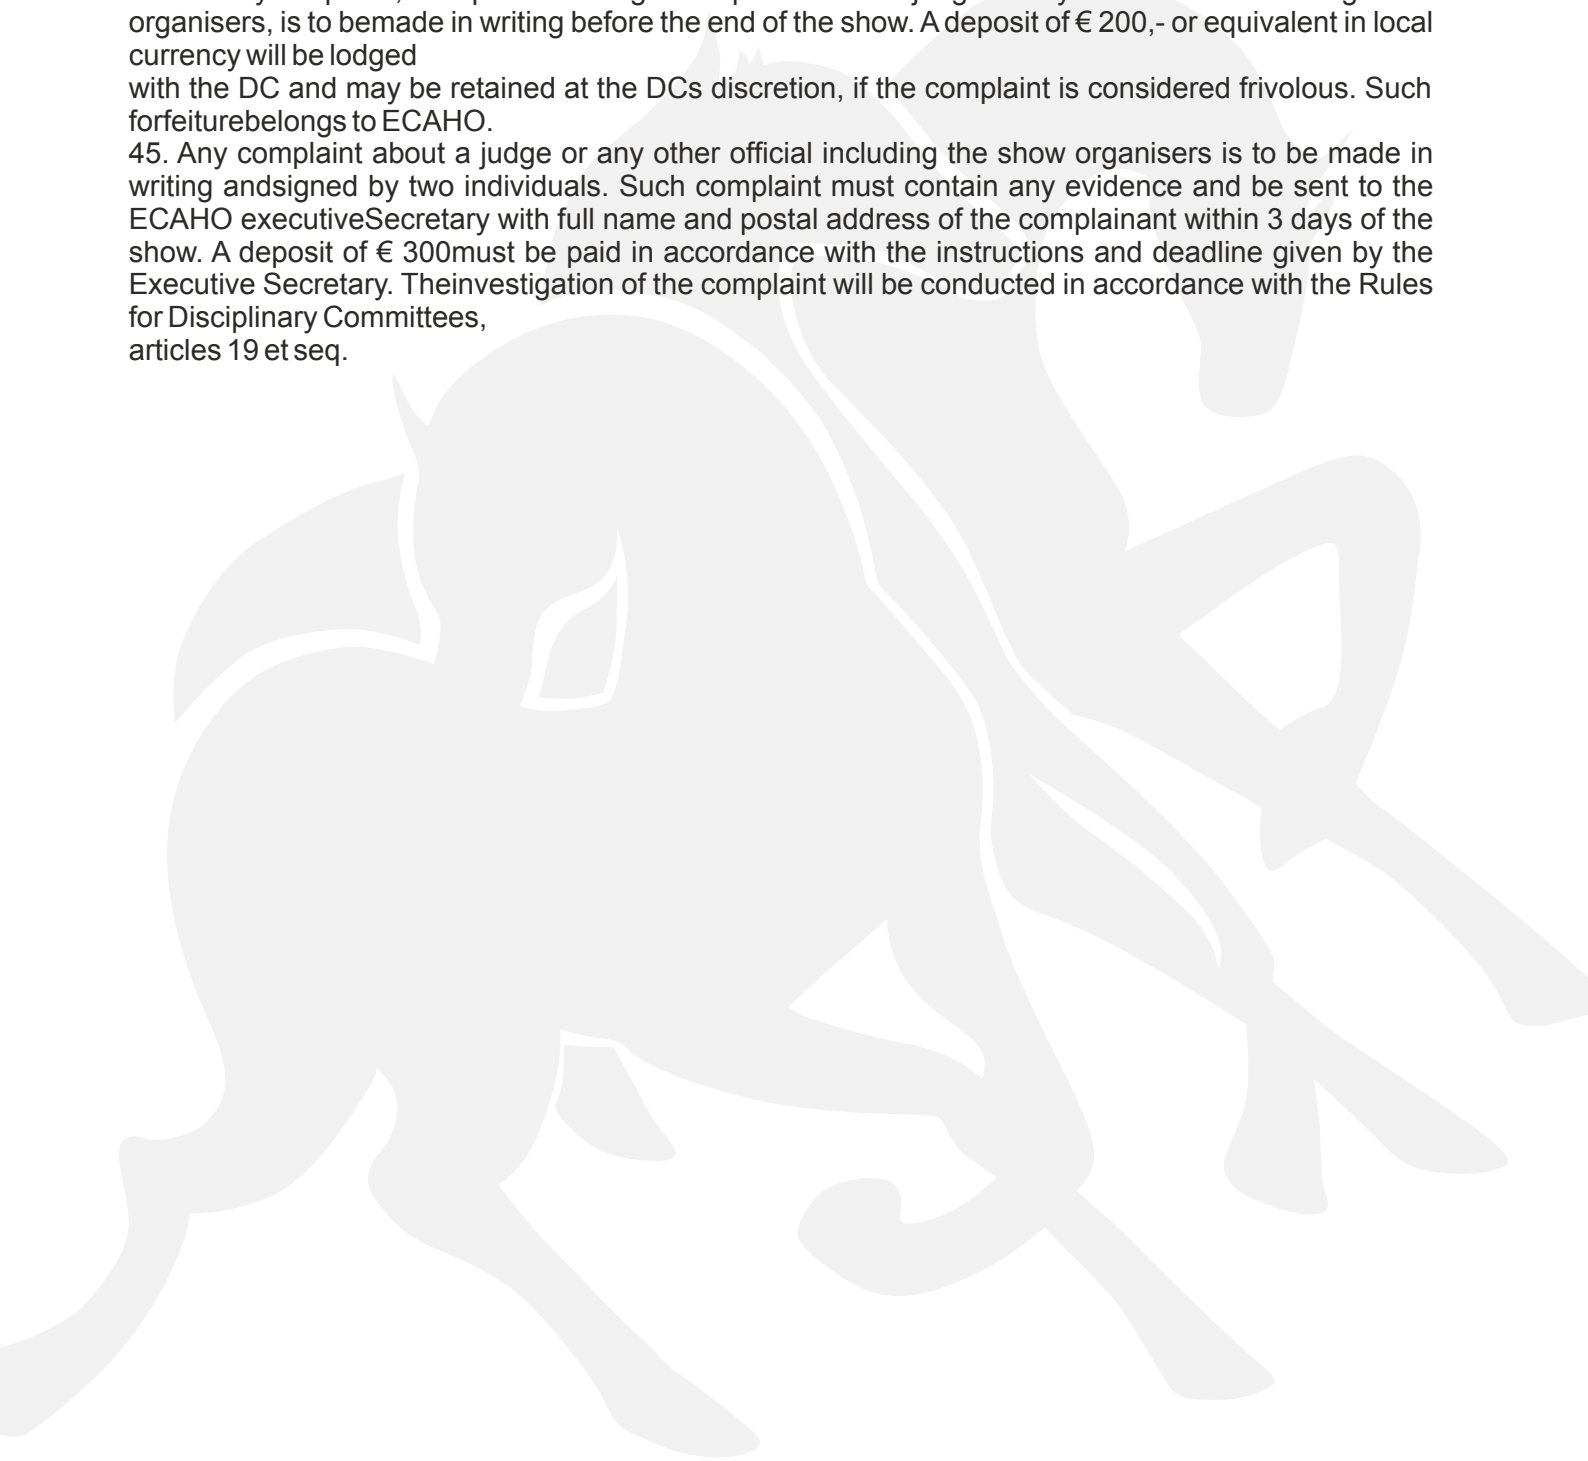 organisers, is to bemade in writing before the end of the show. A deposit of € 200,- or equivalent in local
currency will be lodged
with the DC and may be retained at the DCs discretion, if the complaint is considered frivolous. Such
forfeiturebelongs to ECAHO.
45. Any complaint about a judge or any other official including the show organisers is to be made in
writing andsigned by two individuals. Such complaint must contain any evidence and be sent to the
ECAHO executiveSecretary with full name and postal address of the complainant within 3 days of the
show. A deposit of € 300must be paid in accordance with the instructions and deadline given by the
Executive Secretary. Theinvestigation of the complaint will be conducted in accordance with the Rules
for Disciplinary Committees,
articles 19 et seq.